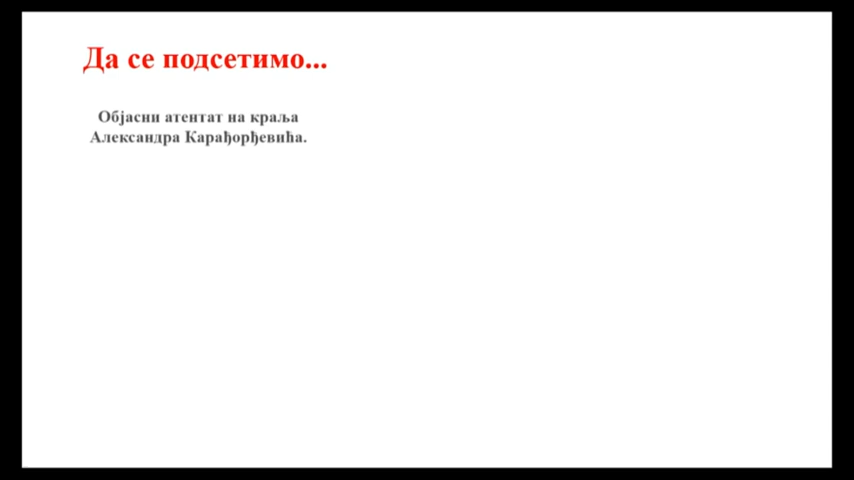 Да се подсетимо...
Објасни атентат на краља
Александра Карађорђевића.